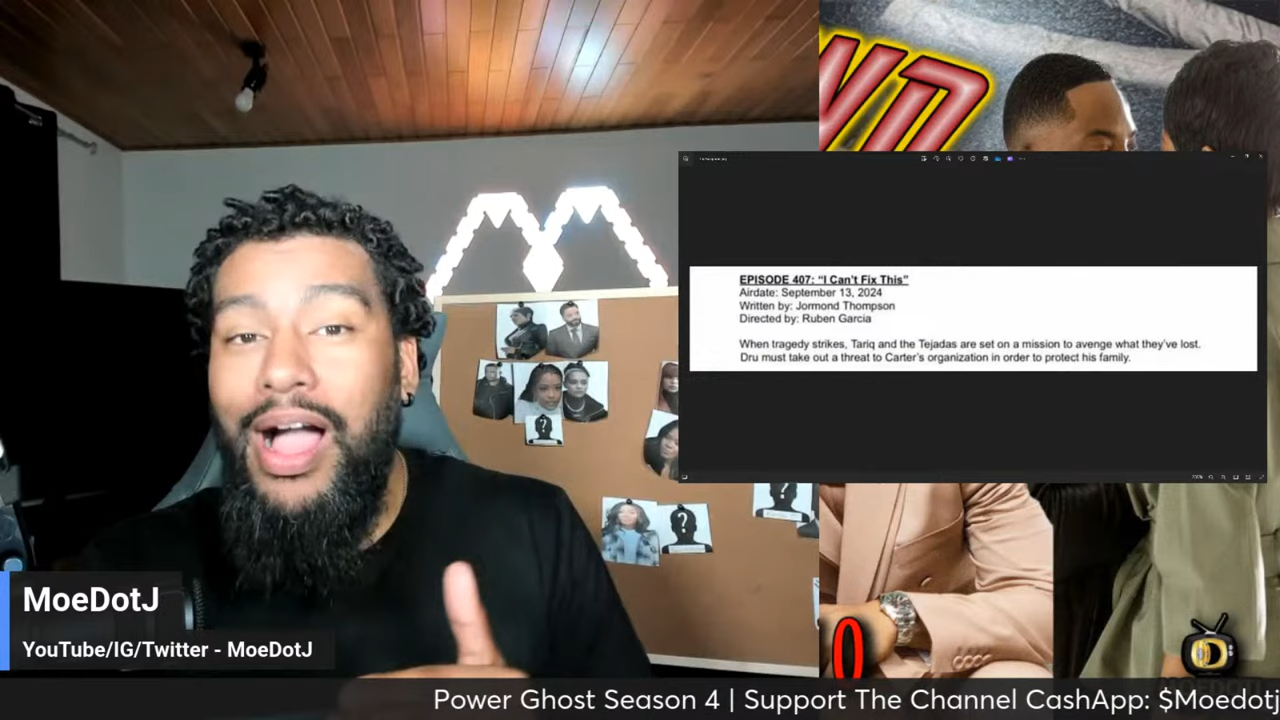 EPISODE 407: “I Can’t Fix This”
Airdate: September 13, 2024
Written by: Jormond Thompson
Directed by: Ruben Garcia
When tragedy strikes, Tariq and the Tejadas are set on a mission to avenge what they’ve lost.
Dru must take out a threat to Carter’s organization in order to protect his family.
MoeDotJ
YouTube/IG/Twitter - MoeDotJ
0
Power Ghost Season 4 | Support The Channel CashApp: $Moedotj